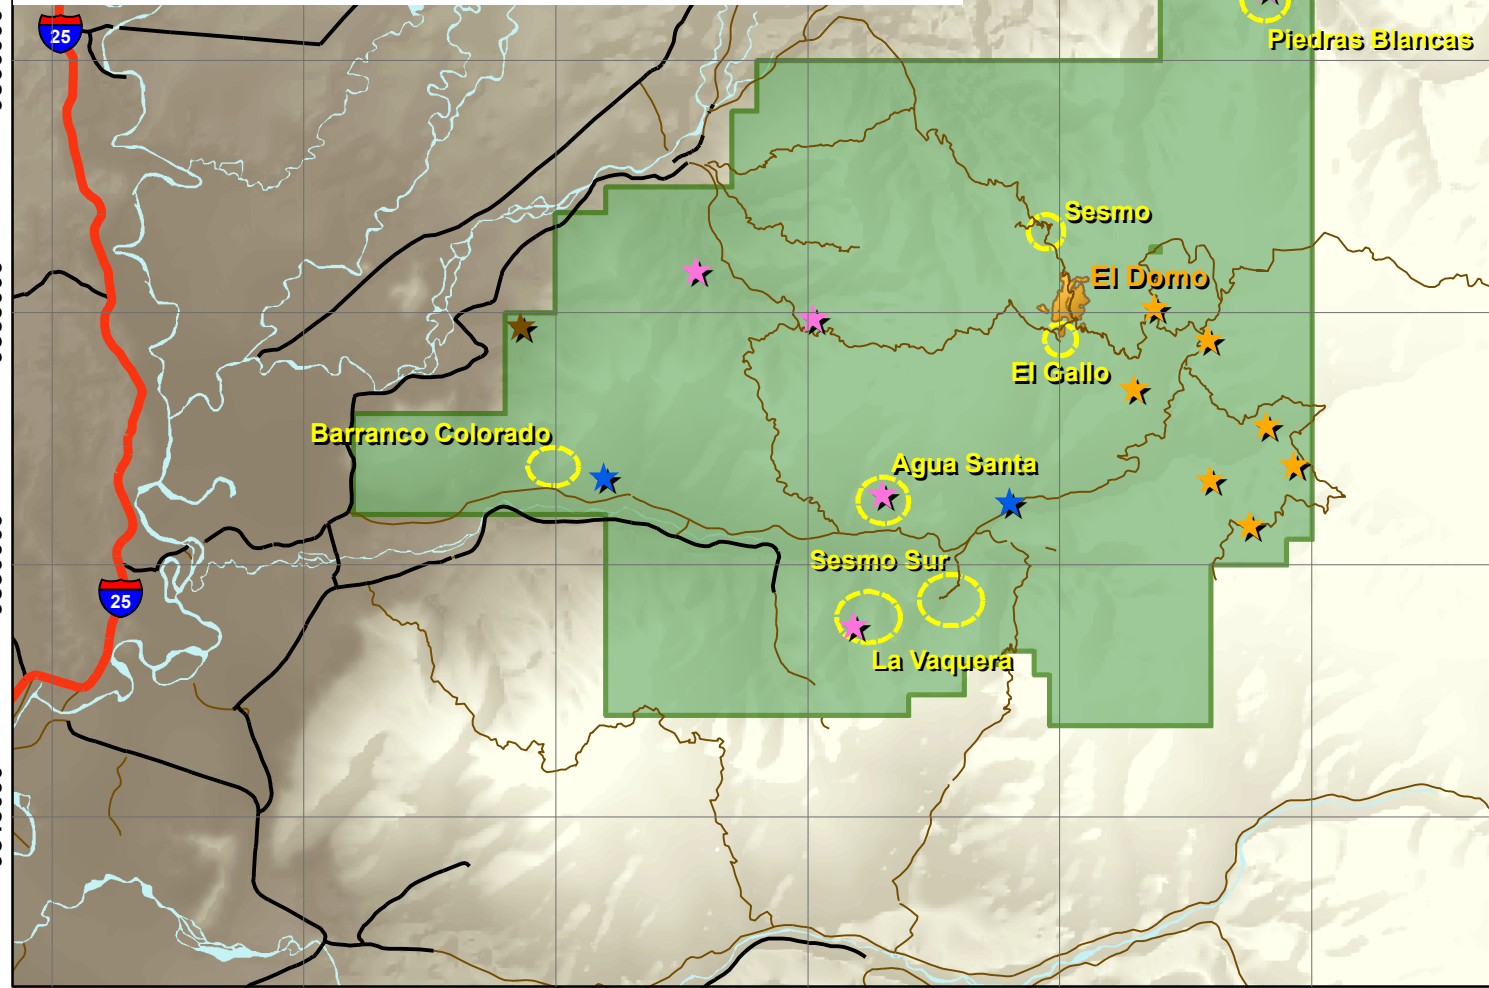 25
Piedras Blancas
Sesmo
El Domo
El Gallo
Barranco Colorado
Agua Santa
Sesmo Sur
25
La Vaquera